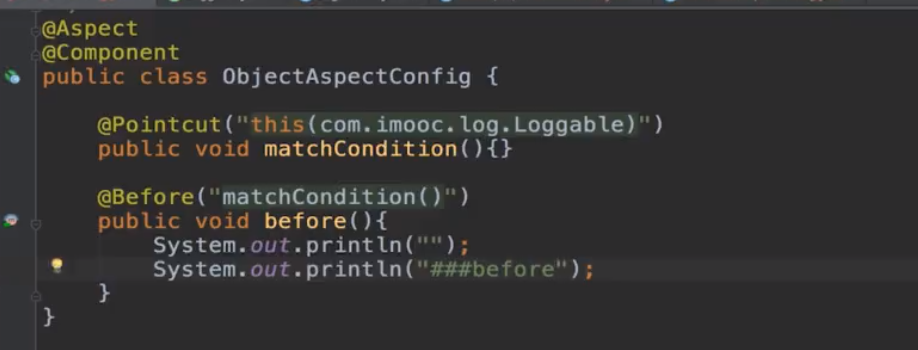 @Aspect
@Component
public class ObjectAspectConfig {
@Pointcut("this(com.imooc.log.Loggable)")
public void matchCondition(){}
@Before("matchCondition()")
public void before(){
System.out.println("");
System.out.println("###before");
}
}